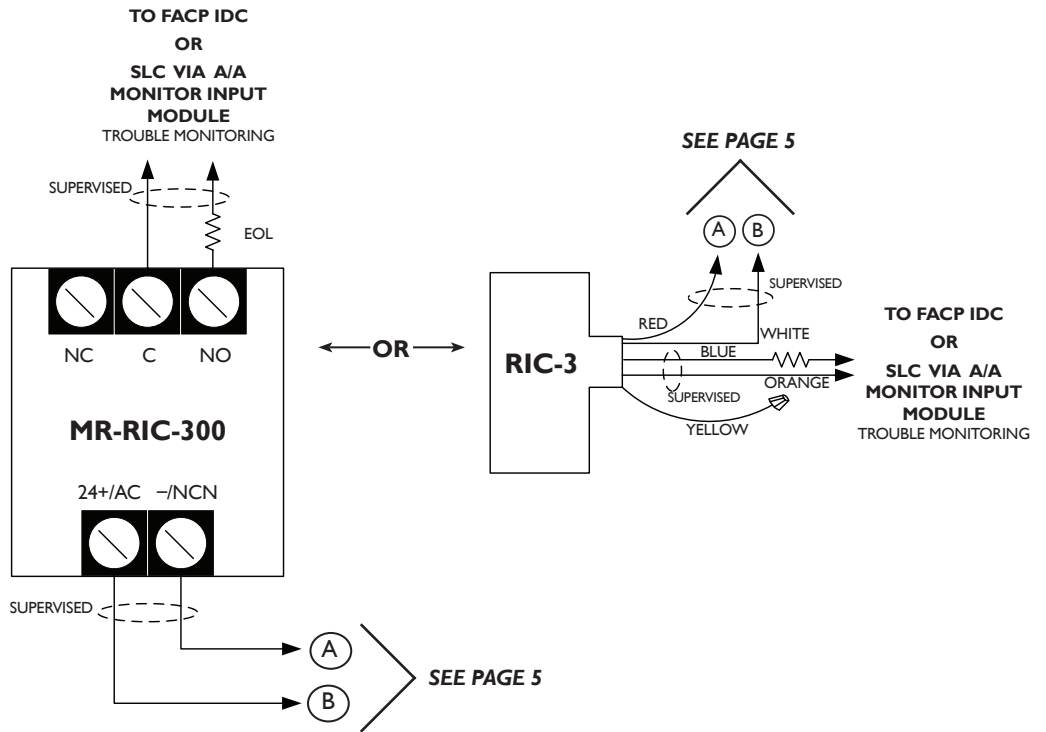 TO FACP IDC
OR
SLC VIA A/A
MONITOR INPUT
MODULE
TROUBLE MONITORING
SUPERVISED
EOL
NC
C
NO
MR-RIC-300
24+/AC
–/NCN
SUPERVISED
A
B
SEE PAGE 5
OR
SEE PAGE 5
A
B
SUPERVISED
RED
WHITE
BLUE
RIC-3
ORANGE
SUPERVISED
YELLOW
TO FACP IDC
OR
SLC VIA A/A
MONITOR INPUT
MODULE
TROUBLE MONITORING